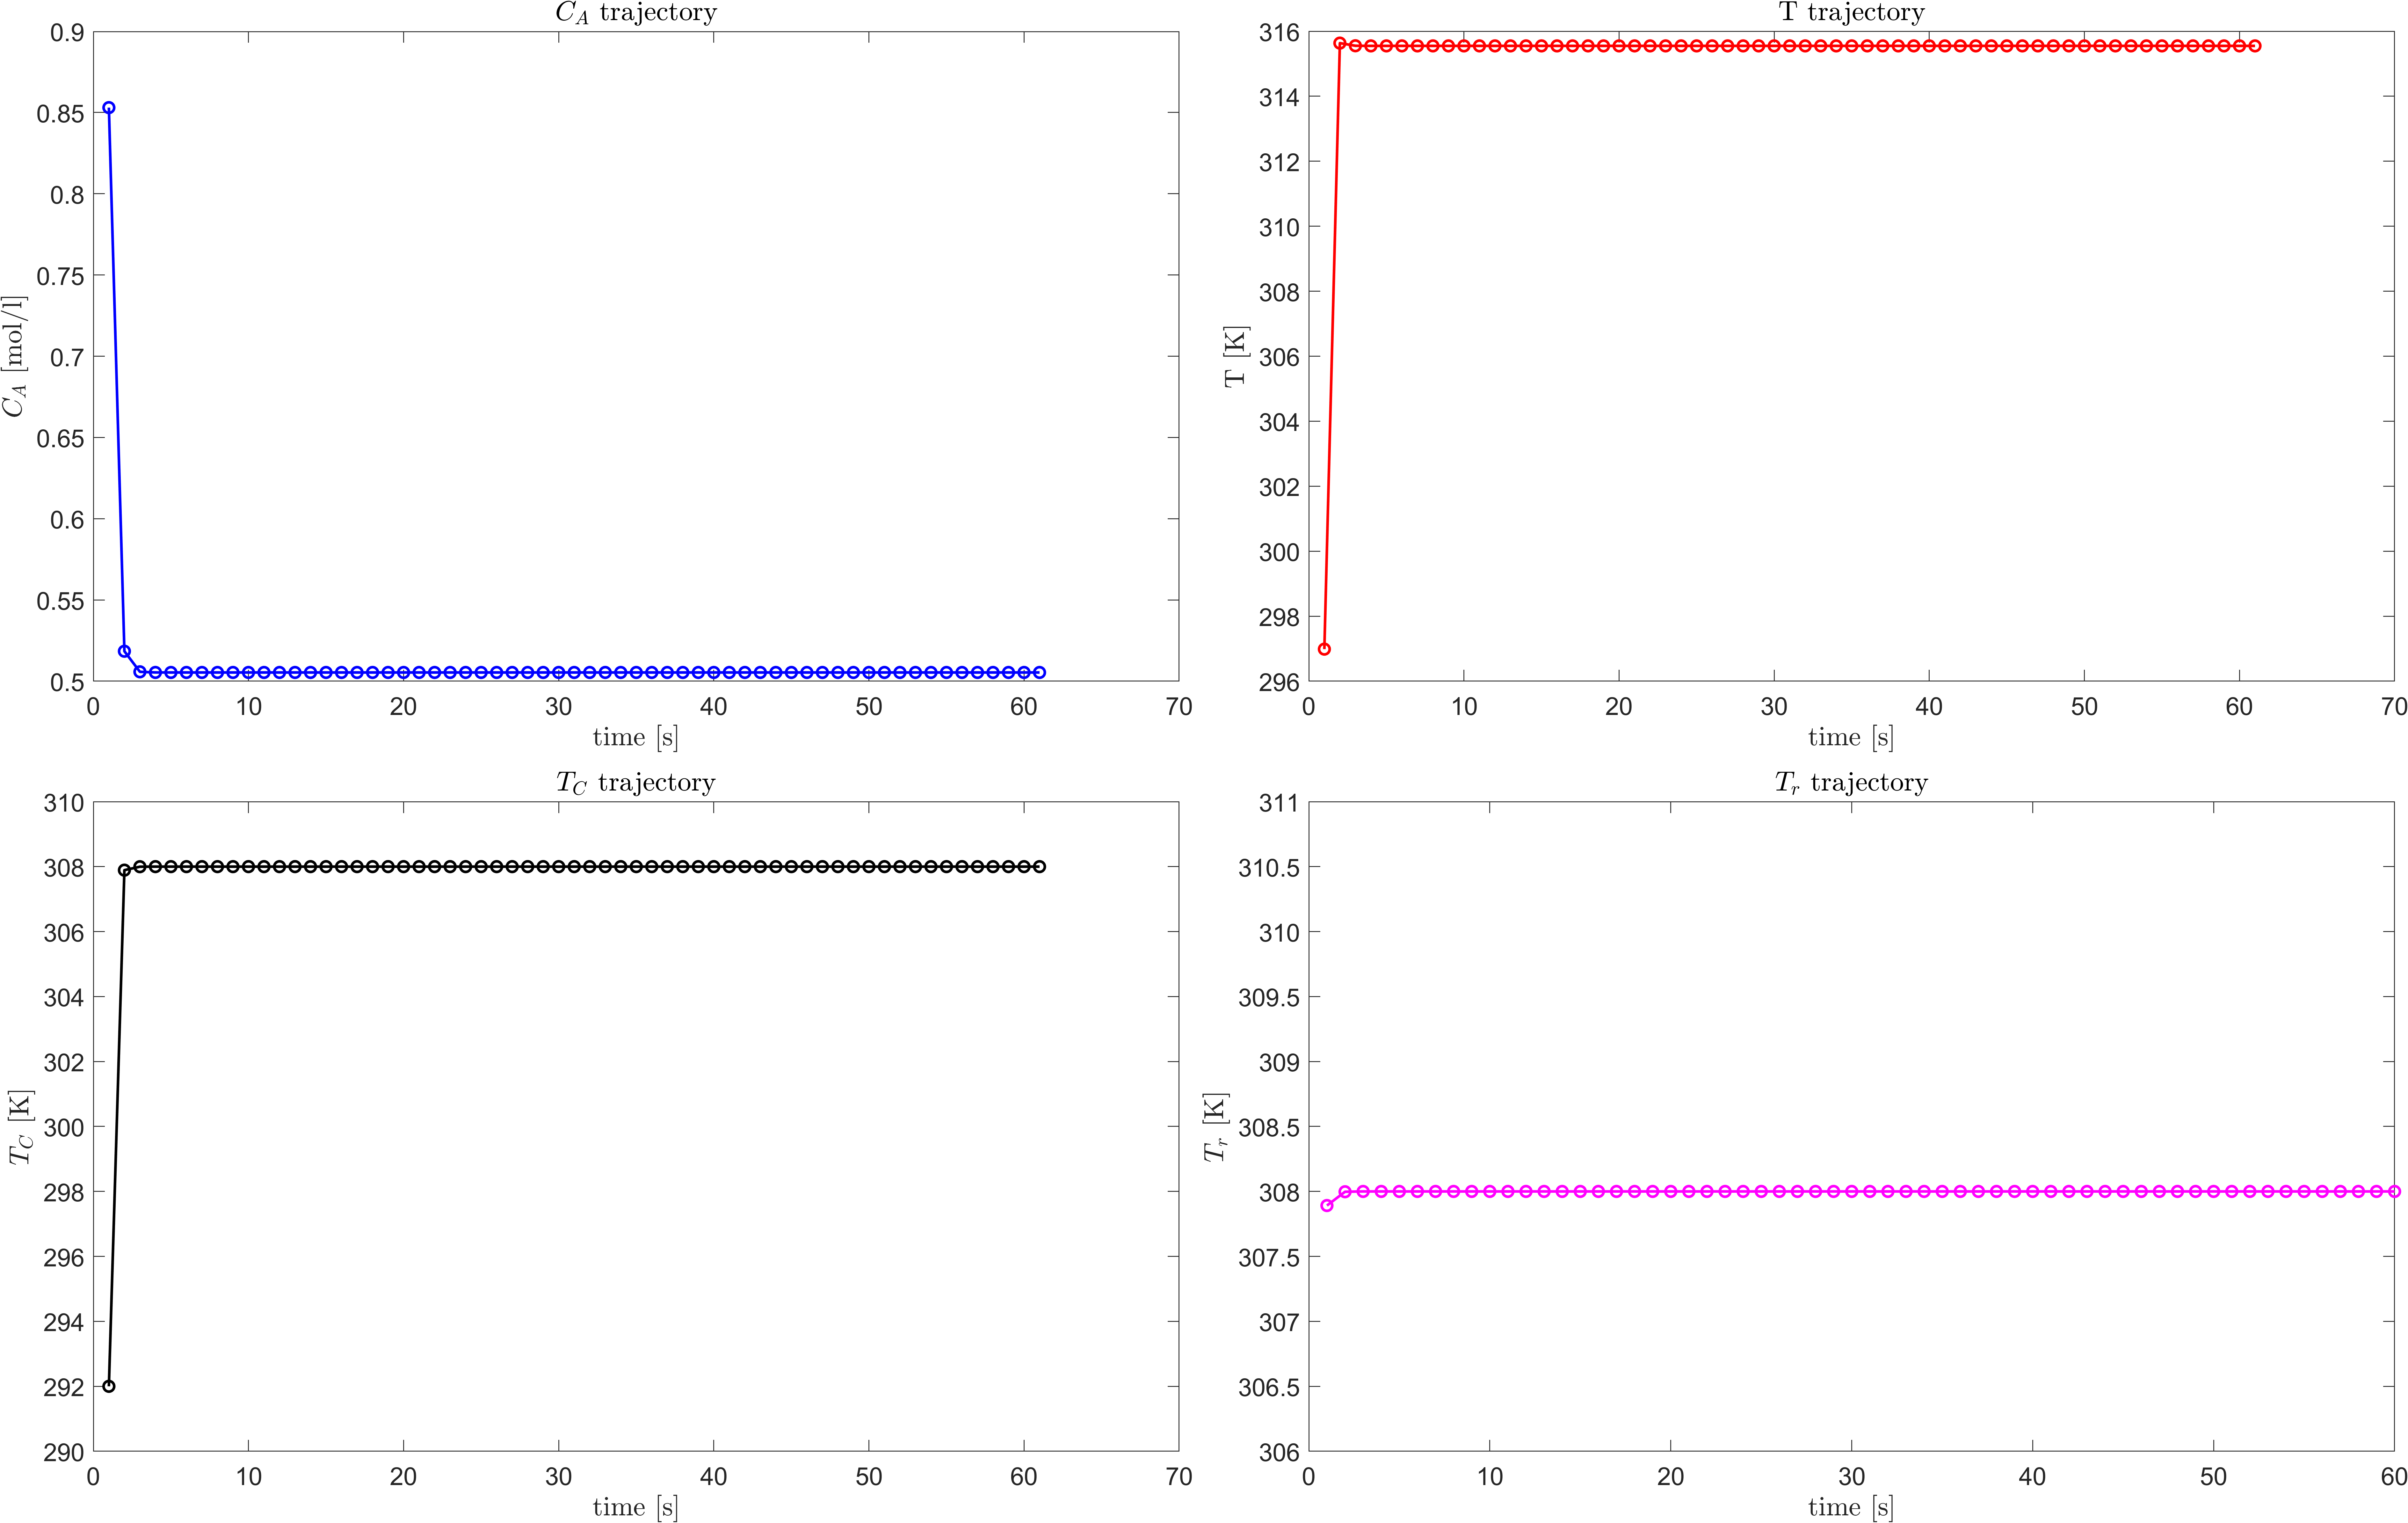 C_A trajectory
0.9
0.85
0.8
0.75
0.7
0.65
0.6
0.55
0.5
C_A [mol/l]
0 10 20 30 40 50 60 70
time [s]
T trajectory
316
314
312
310
308
306
304
302
300
298
296
T [K]
0 10 20 30 40 50 60 70
time [s]
T_C trajectory
310
308
306
304
302
300
298
296
294
292
290
T_C [K]
0 10 20 30 40 50 60 70
time [s]
T_r trajectory
311
310.5
310
309.5
309
308.5
308
307.5
307
306.5
306
T_r [K]
0 10 20 30 40 50 60
time [s]